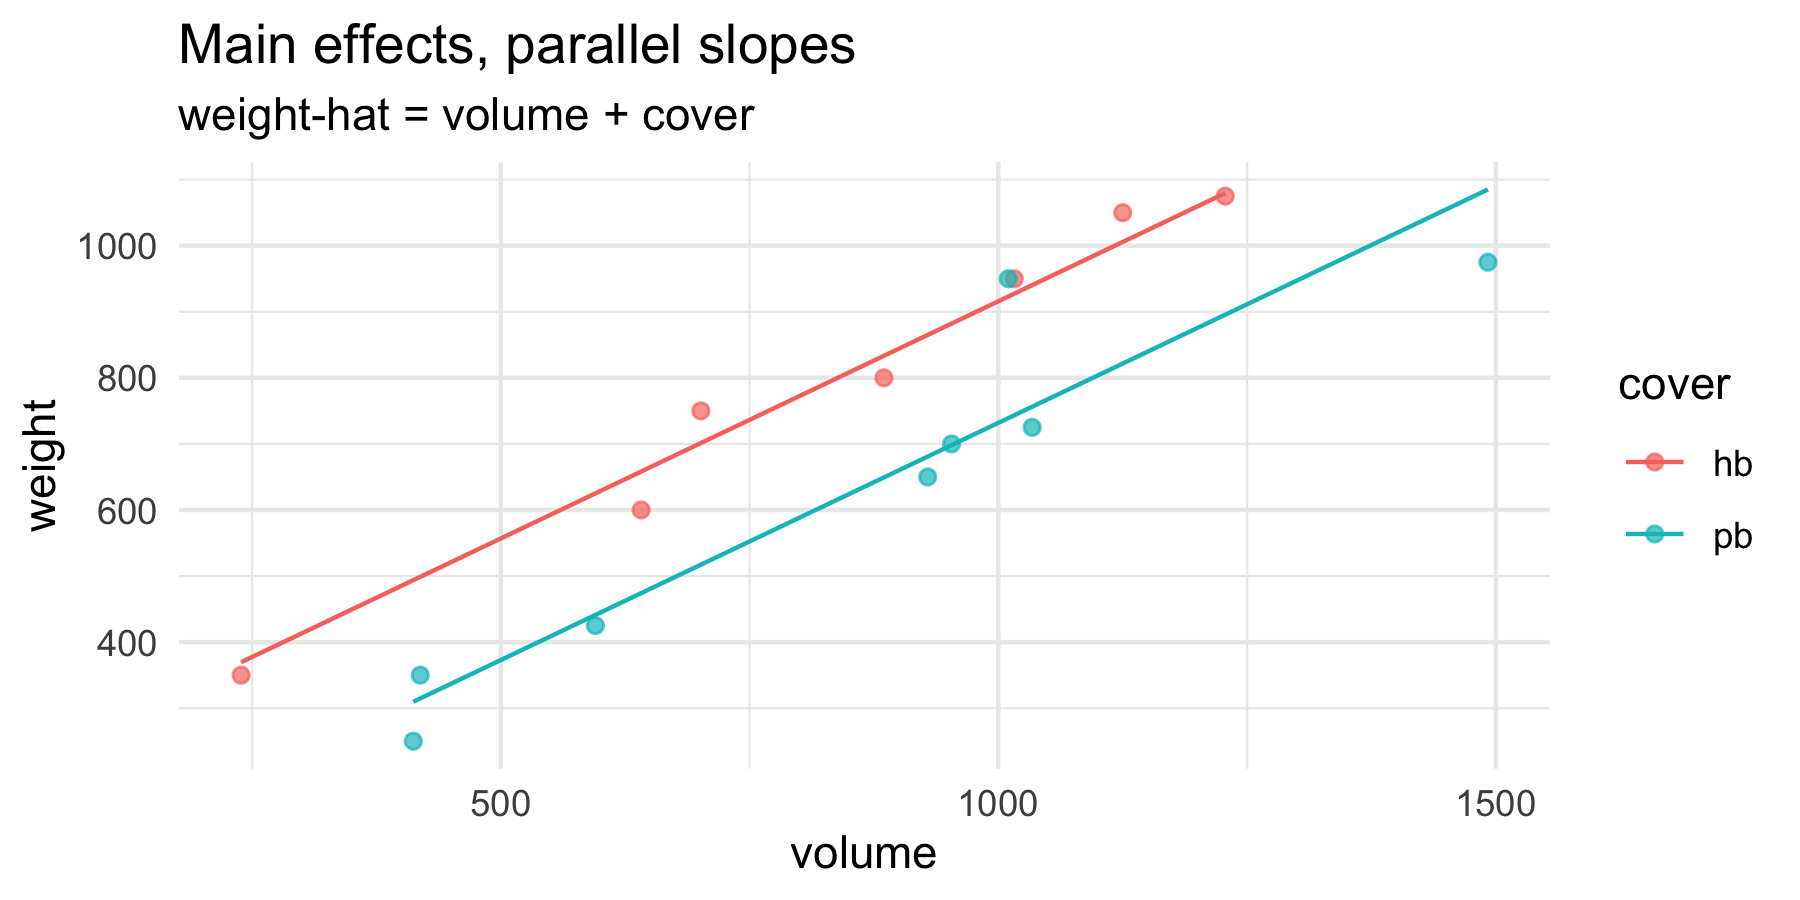 Main effects, parallel slopes
weight-hat = volume + cover
weight
1000
800
600
400
500
1000
1500
volume
cover
hb
pb